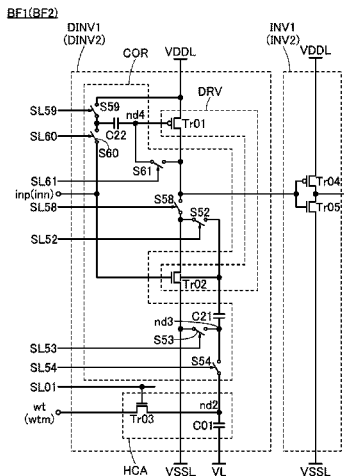 BF1(BF2)
DINV1
(DINV2)
COR
VDDL
INV1
(INV2)
VDDL
DRV
SL59
S59
nd4
Tr01
SL60
C22
S60
SL61
S61
inp(inn)
S58
Tr04
SL58
S52
Tr05
SL52
Tr02
C21
nd3
S53
SL53
S54
SL54
SL01
nd2
wt
(wtm)
Tr03
C01
HCA
VSSL
VL
VSSL